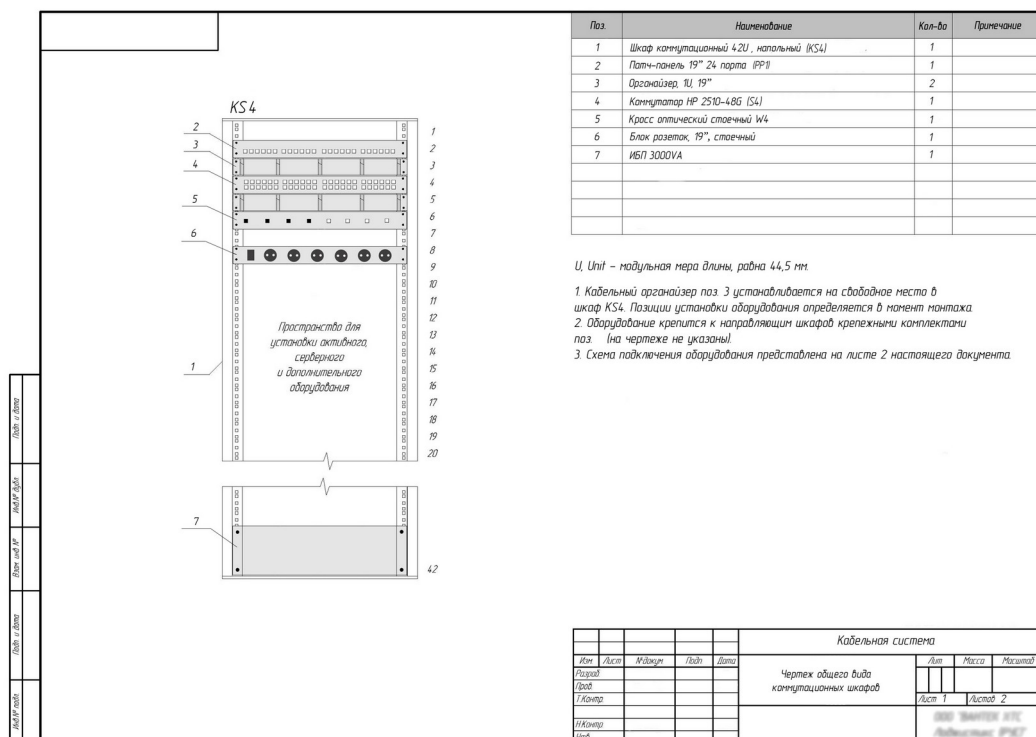 Поз. Наименование Кол-во Примечание
1 Шкаф коммутационный 42U , напольный (KS4) 1
2 Патч-панель 19" 24 порта (PP1) 1
3 Органайзер, 1U, 19" 2
4 Коммутатор HP 2510-48G (S4) 1
5 Кросс оптический стоечный W4 1
6 Блок розеток, 19", стоечный 1
7 ИБП 3000VA 1
KS4
2
3
4
5
6
1
7
1
2
3
4
5
6
7
8
9
10
11
12
13
14
15
16
17
18
19
20
42
Пространство для
установки активного,
серверного
и дополнительного
оборудования
U, Unit – модульная мера длины, равна 44,5 мм.
1. Кабельный органайзер поз. 3 устанавливается на свободное место в
шкаф KS4. Позиции установки оборудования определяется в момент монтажа.
2. Оборудование крепится к направляющим шкафов крепежными комплектами
поз. (на чертеже не указаны).
3. Схема подключения оборудования представлена на листе 2 настоящего документа.
Подп. и дата
Инв.№ дубл.
Взам. инв.№
Подп. и дата
Инв.№ подл.
Кабельная система
Изм. Лист №докум. Подп. Дата
Разраб.
Пров.
Т.Контр.
Н.Контр.
Утв.
Чертеж общего вида
коммутационных шкафов
Лит. Масса Масштаб
Лист 1 Листов 2